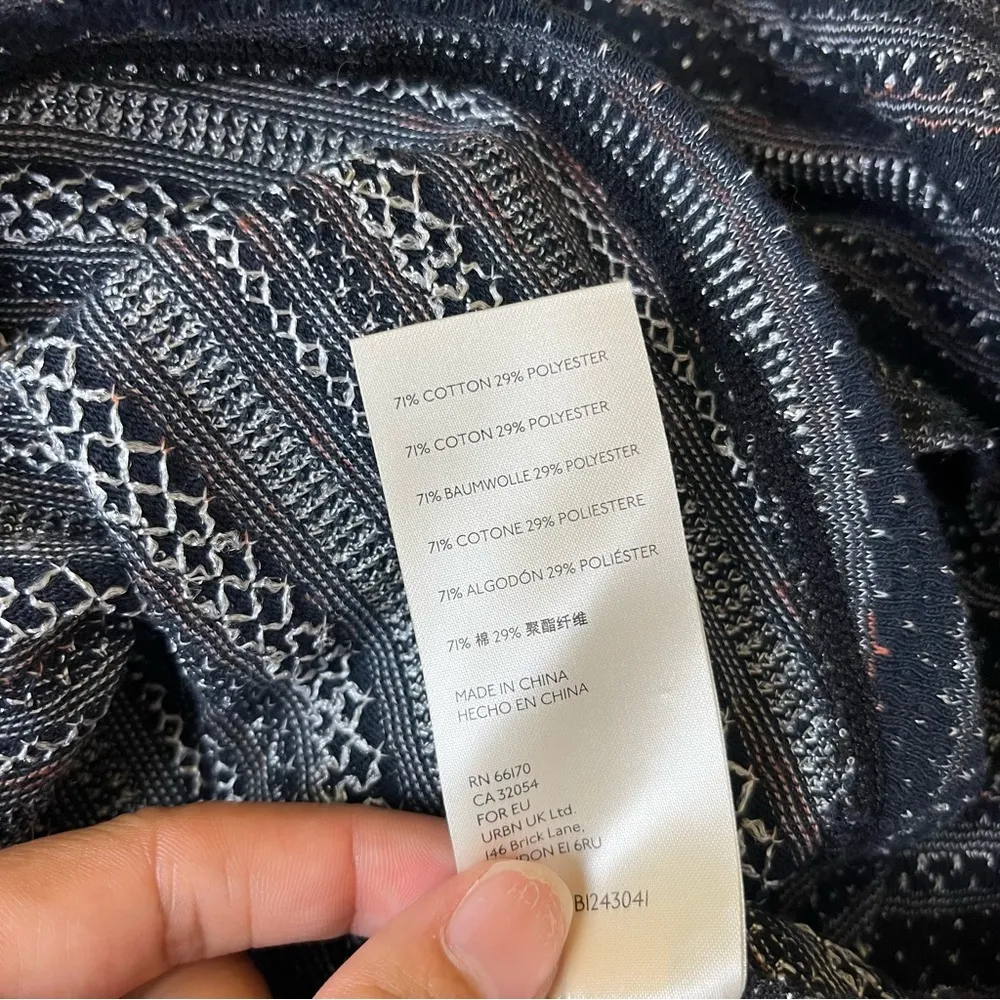 71% COTTON 29% POLYESTER
71% COTON 29% POLYESTER
71% BAUMWOLLE 29% POLYESTER
71% COTONE 29% POLIESTERE
71% ALGODÓN 29% POLIÉSTER
71% 棉 29% 聚酯纤维
MADE IN CHINA
HECHO EN CHINA
RN 66170
CA 32054
FOR EU
URBN UK Ltd.
146 Brick Lane,
E1 6RU
B1243041